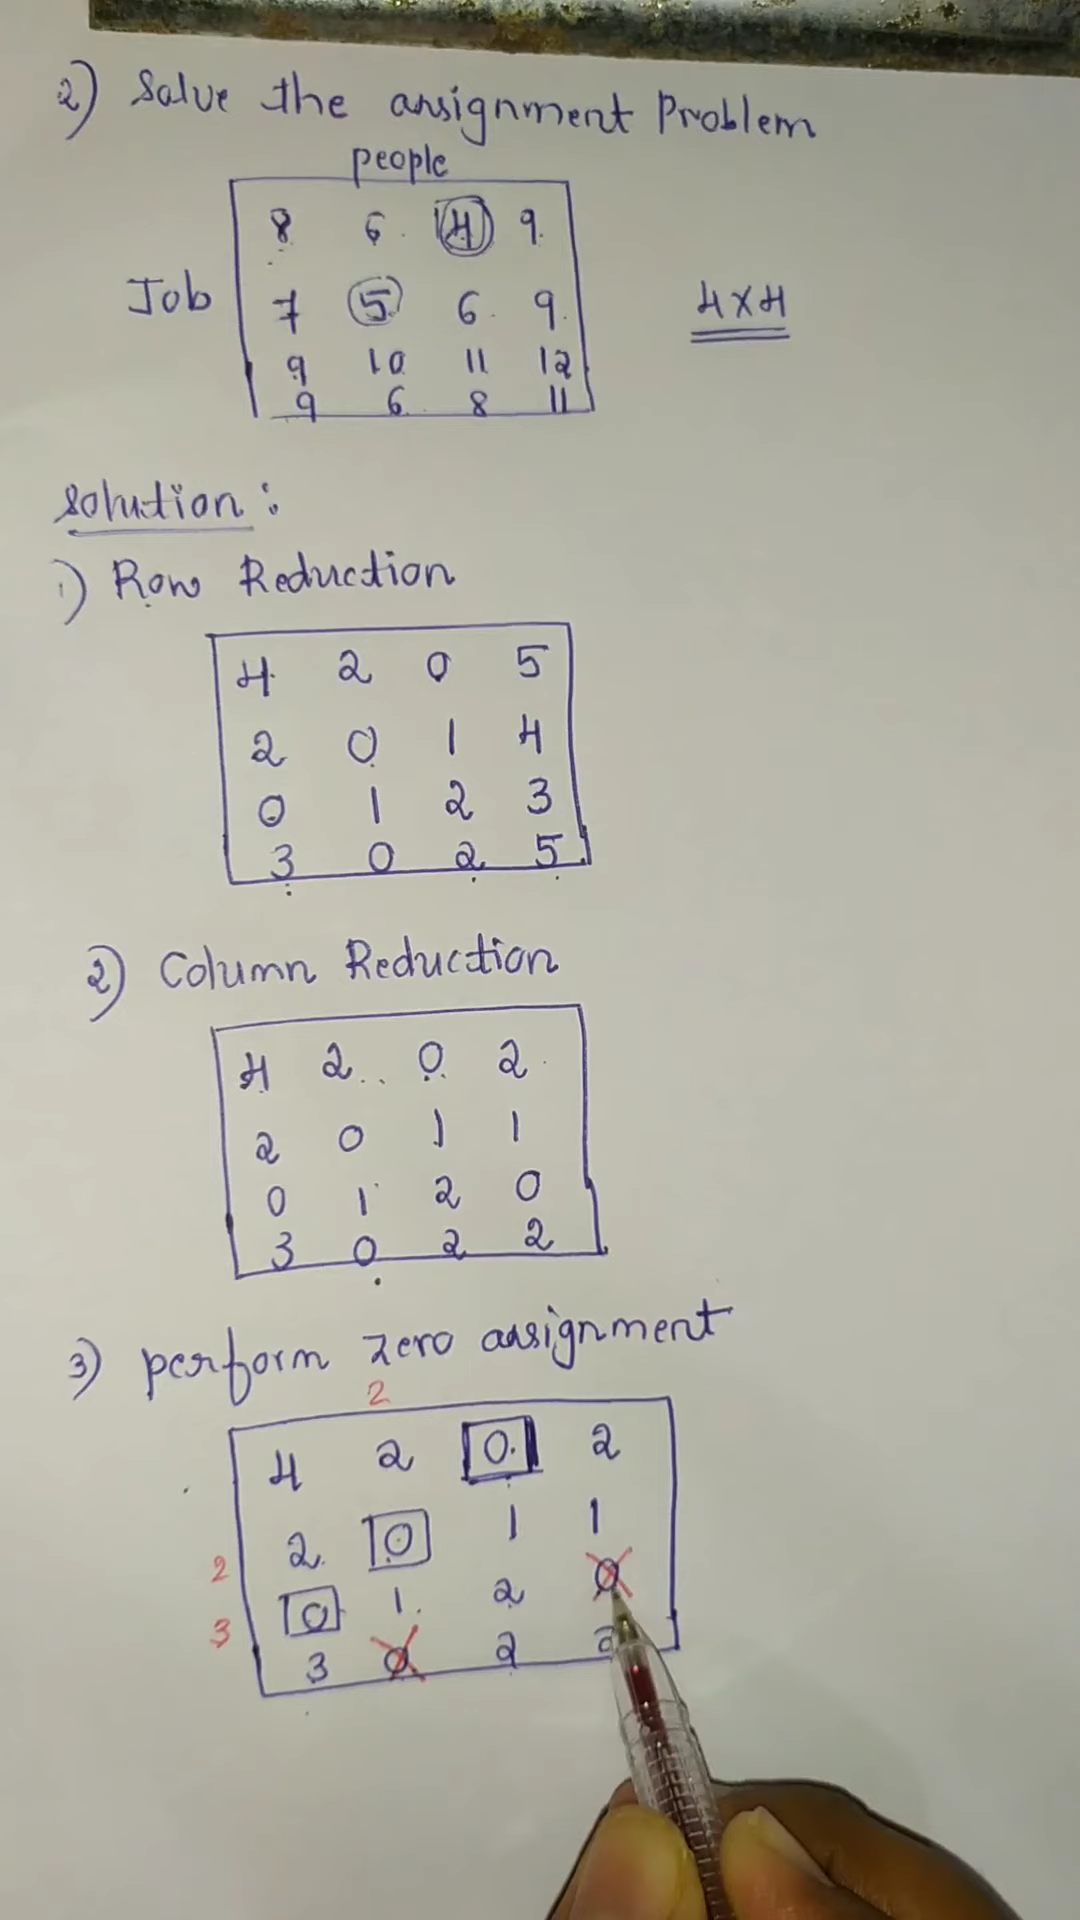 2) Solve the assignment Problem
people
8 6 4 9
Job 7 5 6 9 4x4
9 10 11 12
9 6 8 11
Solution :
1) Row Reduction
4 2 0 5
2 0 1 4
0 1 2 3
3 0 2 5
2) Column Reduction
4 2 0 2
2 0 1 1
0 1 2 0
3 0 2 2
3) perform zero assignment
2
4 2 0 2
2 2 0 1 1
3 0 1 2 0
3 0 2 2